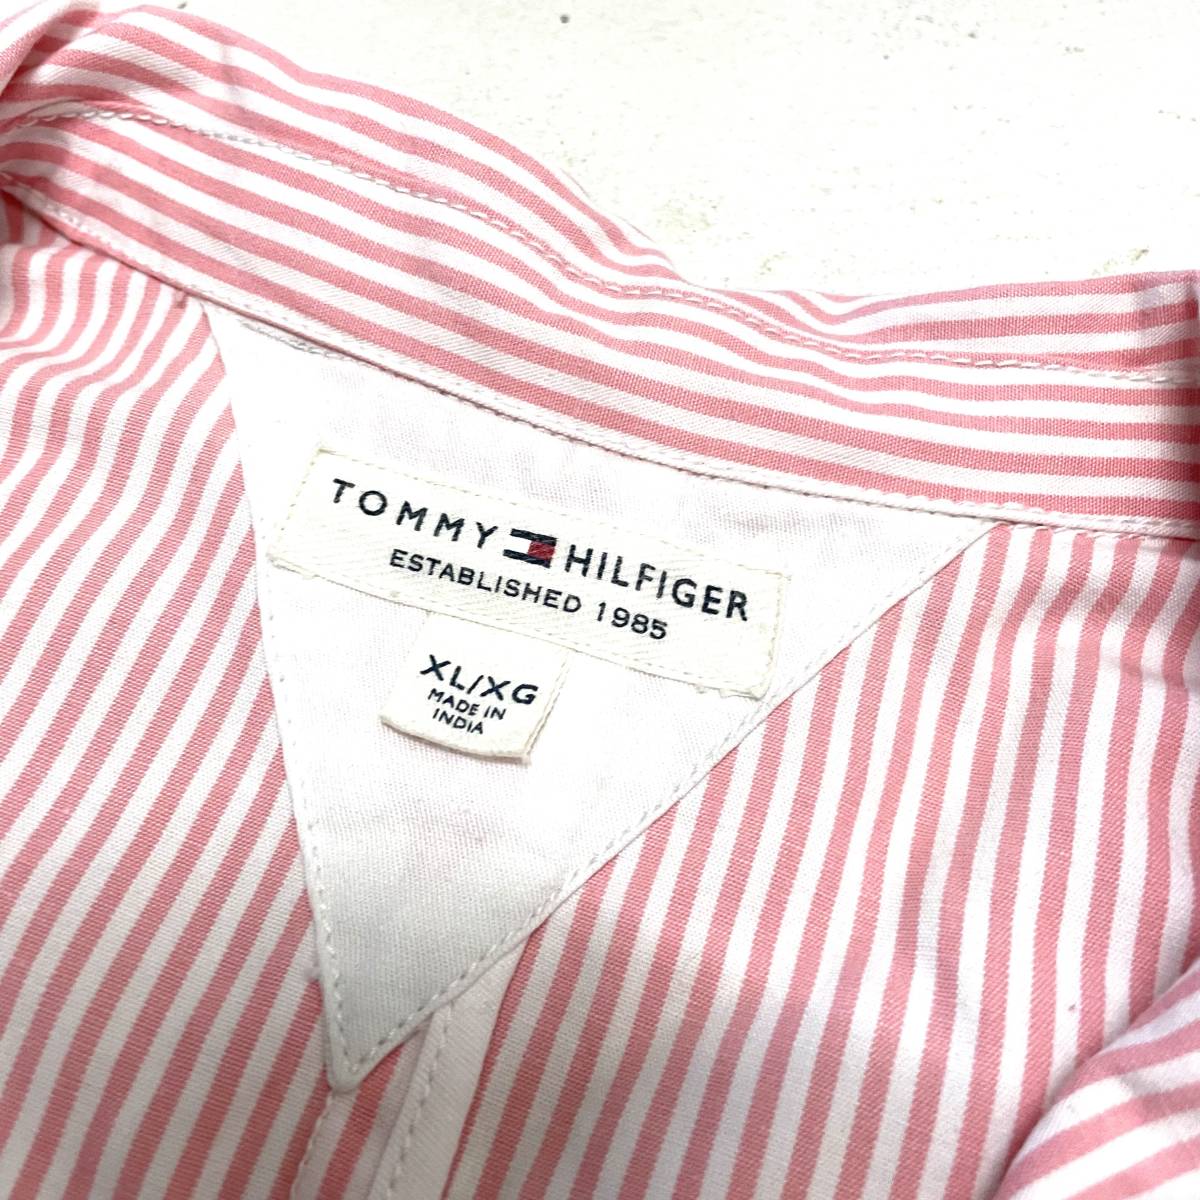 TOMMY HILFIGER
ESTABLISHED 1985
XL/XG
MADE IN
INDIA